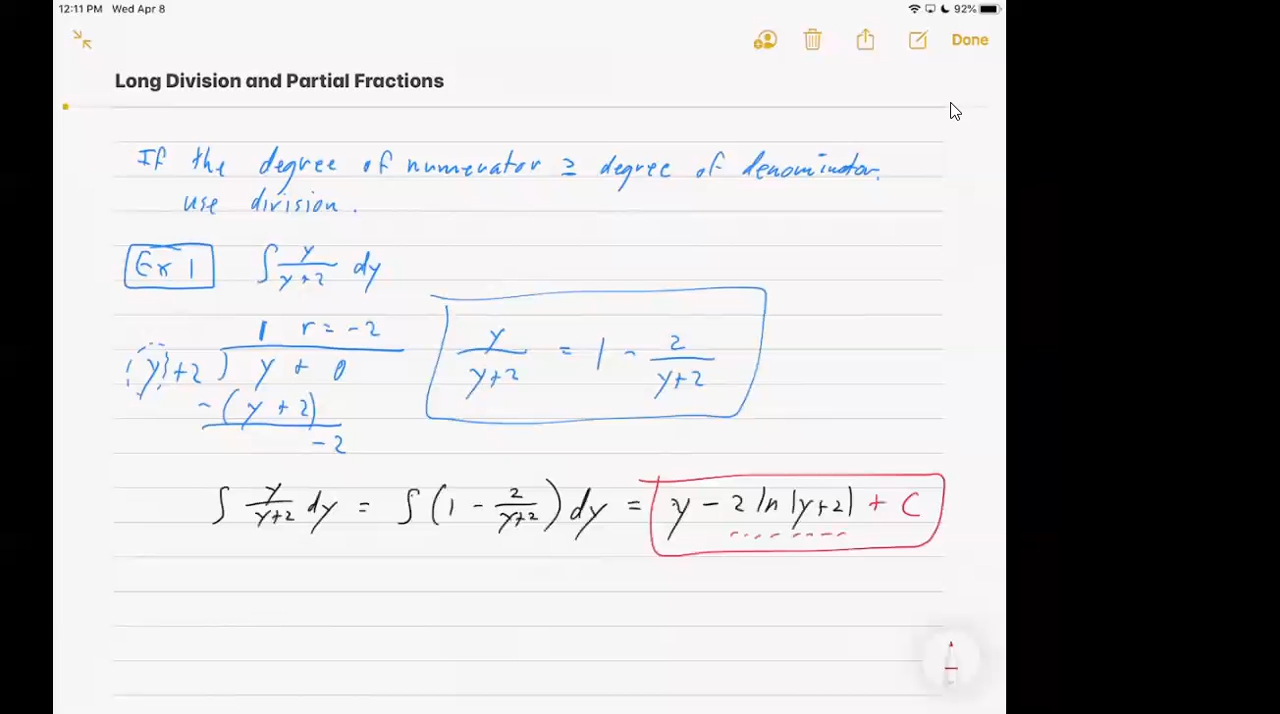 12:11 PM Wed Apr 8
92%
Done
Long Division and Partial Fractions
If the degree of numerator ≥ degree of denominator.
use division.
Ex 1 ∫ y/(y+2) dy
1 r = -2
y+2 ) y + 0
-(y + 2)
-2
y/(y+2) = 1 - 2/(y+2)
∫ y/(y+2) dy = ∫ (1 - 2/(y+2)) dy = y - 2 ln |y+2| + C